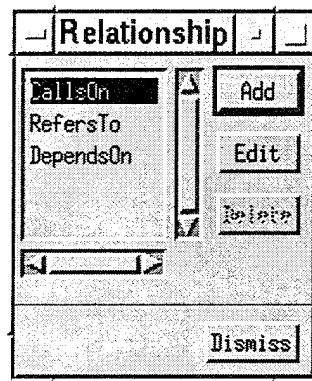 Relationship
CallsOn
RefersTo
DependsOn
Add
Edit
Delete
Dismiss